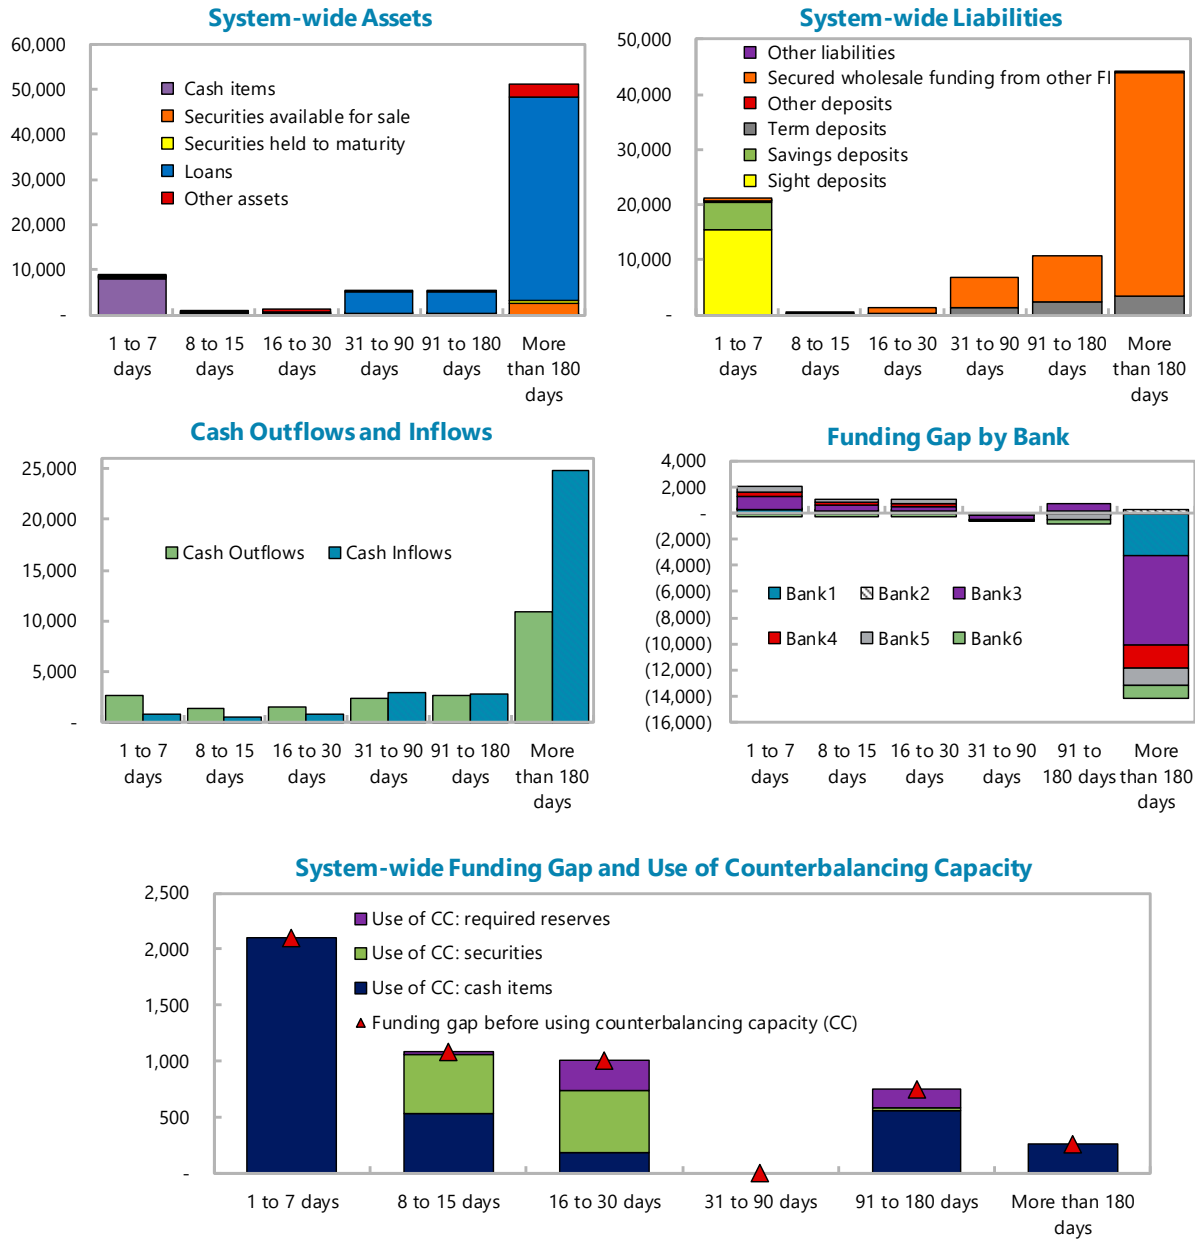 System-wide Assets
60,000
50,000
40,000
30,000
20,000
10,000
-
Cash items
Securities available for sale
Securities held to maturity
Loans
Other assets
1 to 7 days
8 to 15 days
16 to 30 days
31 to 90 days
91 to 180 days
More than 180 days
System-wide Liabilities
50,000
40,000
30,000
20,000
10,000
-
Other liabilities
Secured wholesale funding from other FI
Other deposits
Term deposits
Savings deposits
Sight deposits
1 to 7 days
8 to 15 days
16 to 30 days
31 to 90 days
91 to 180 days
More than 180 days
Cash Outflows and Inflows
25,000
20,000
15,000
10,000
5,000
-
Cash Outflows
Cash Inflows
1 to 7 days
8 to 15 days
16 to 30 days
31 to 90 days
91 to 180 days
More than 180 days
Funding Gap by Bank
4,000
2,000
-
(2,000)
(4,000)
(6,000)
(8,000)
(10,000)
(12,000)
(14,000)
(16,000)
Bank1
Bank2
Bank3
Bank4
Bank5
Bank6
1 to 7 days
8 to 15 days
16 to 30 days
31 to 90 days
91 to 180 days
More than 180 days
System-wide Funding Gap and Use of Counterbalancing Capacity
2,500
2,000
1,500
1,000
500
-
Use of CC: required reserves
Use of CC: securities
Use of CC: cash items
Funding gap before using counterbalancing capacity (CC)
1 to 7 days
8 to 15 days
16 to 30 days
31 to 90 days
91 to 180 days
More than 180 days